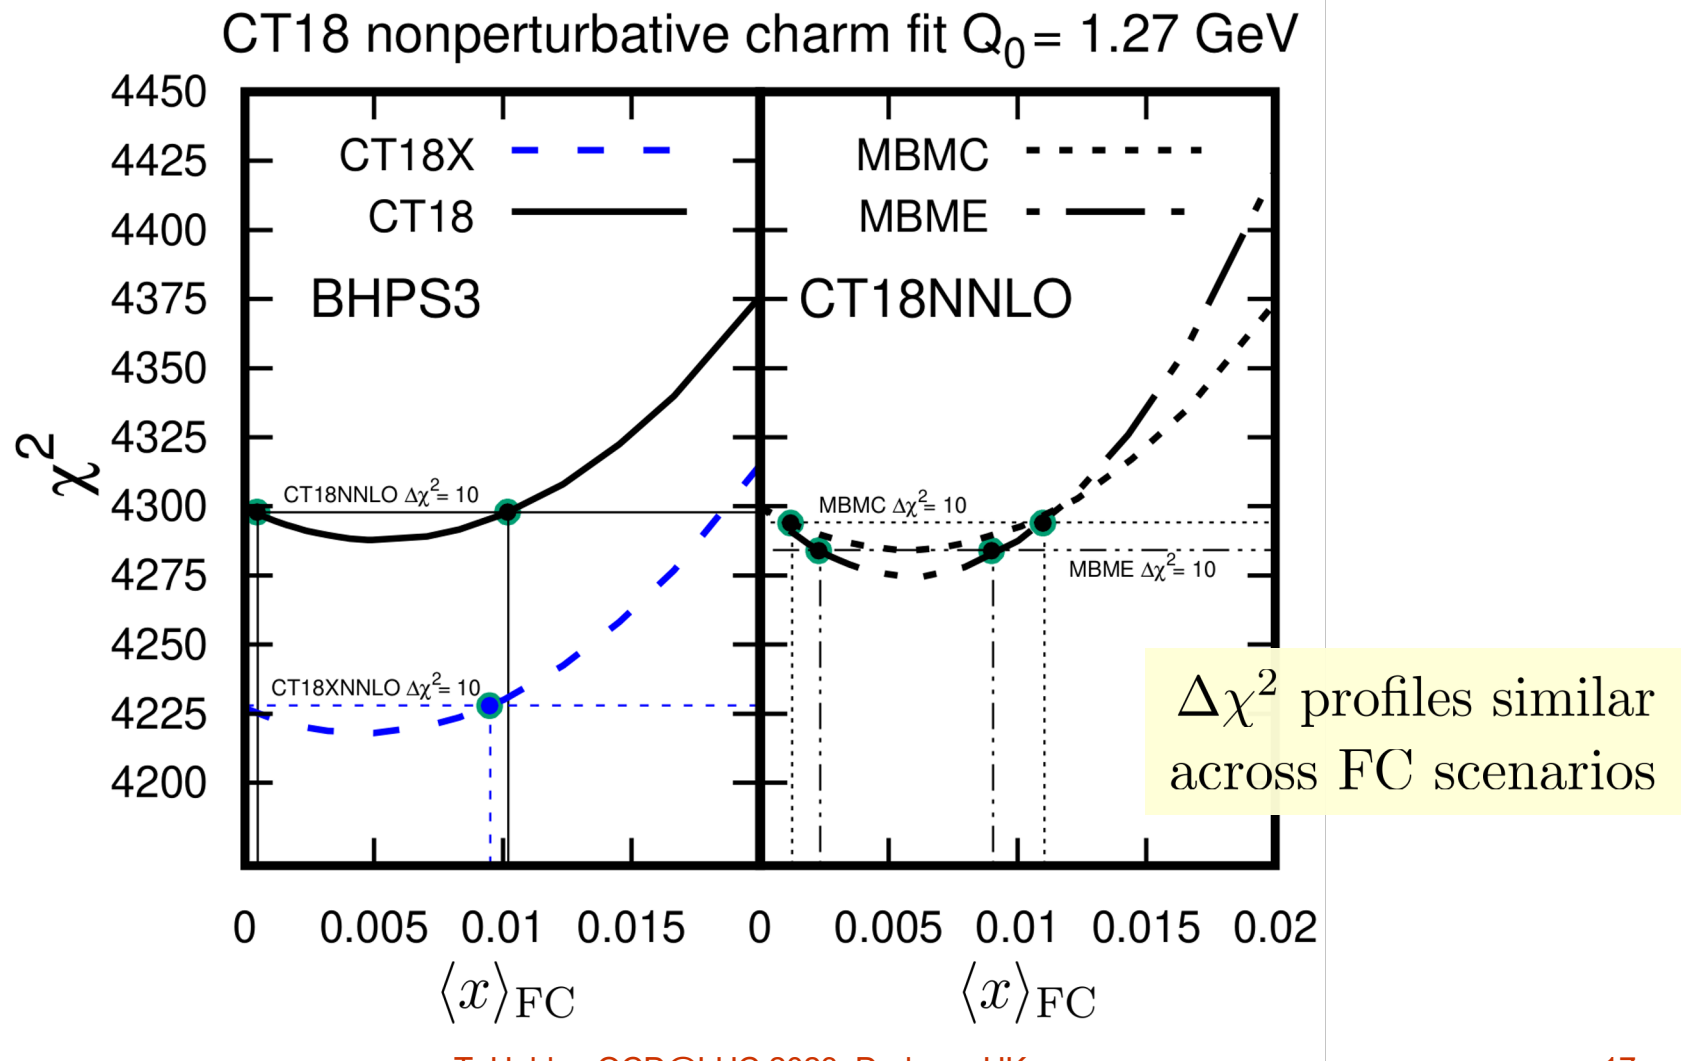 CT18 nonperturbative charm fit Q₀= 1.27 GeV
χ²
4450
4425
4400
4375
4350
4325
4300
4275
4250
4225
4200
CT18X
CT18
BHPS3
CT18NNLO Δχ²= 10
CT18XNNLO Δχ²= 10
MBMC
MBME
CT18NNLO
MBMC Δχ²= 10
MBME Δχ²= 10
Δχ² profiles similar
across FC scenarios
0 0.005 0.01 0.015 0 0.005 0.01 0.015 0.02
⟨x⟩FC ⟨x⟩FC